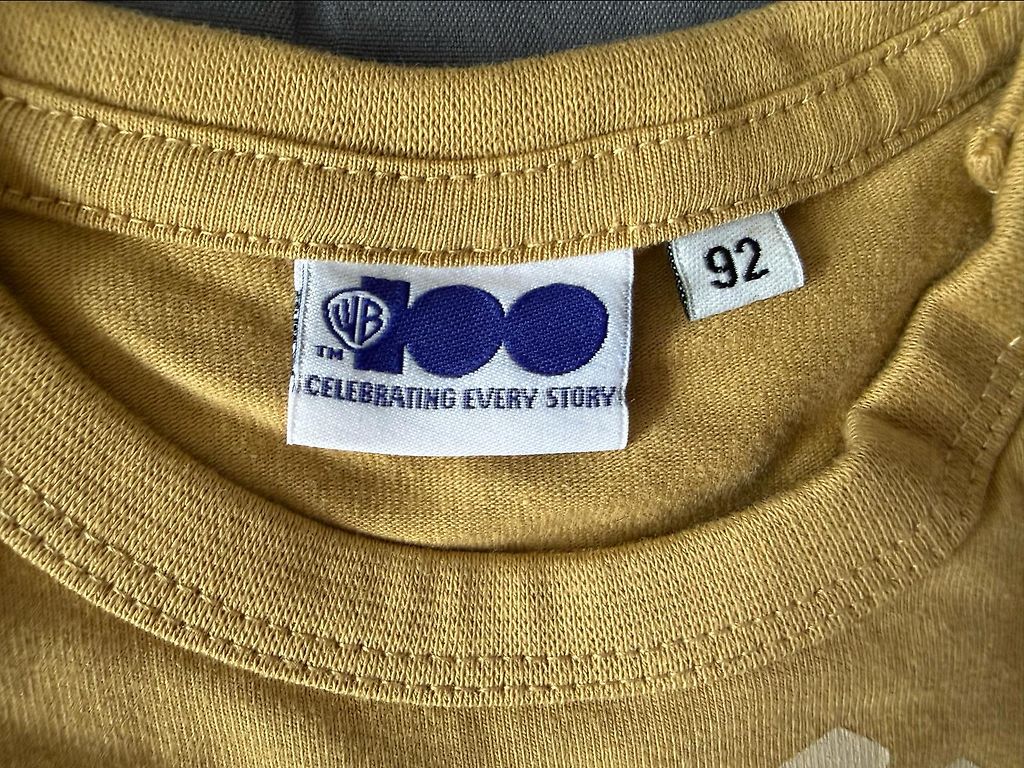 WB 100
TM
CELEBRATING EVERY STORY
92